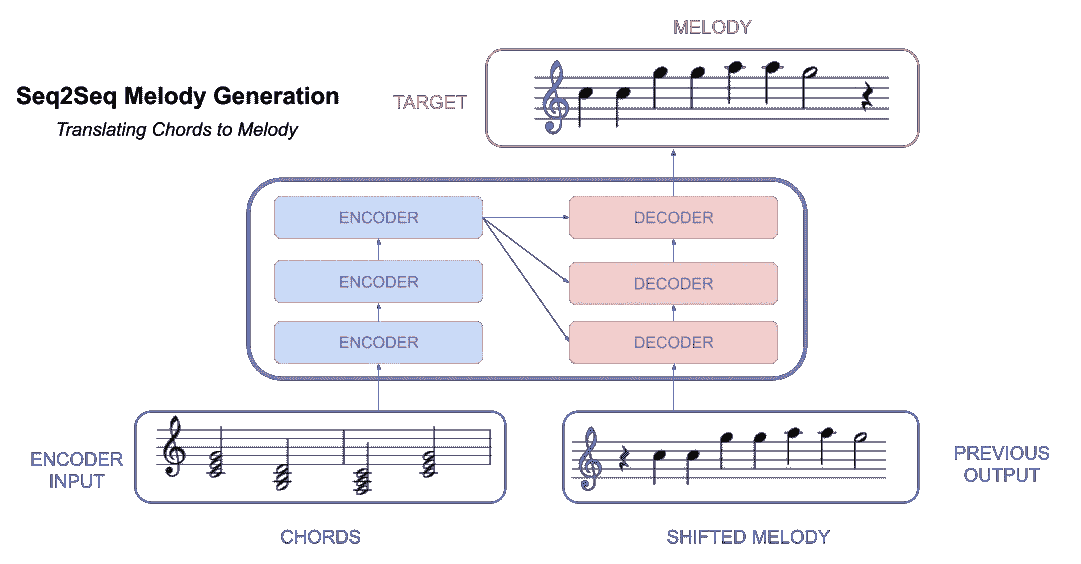 MELODY
Seq2Seq Melody Generation
Translating Chords to Melody
TARGET
ENCODER
DECODER
ENCODER
DECODER
ENCODER
DECODER
ENCODER
INPUT
PREVIOUS
OUTPUT
CHORDS
SHIFTED MELODY